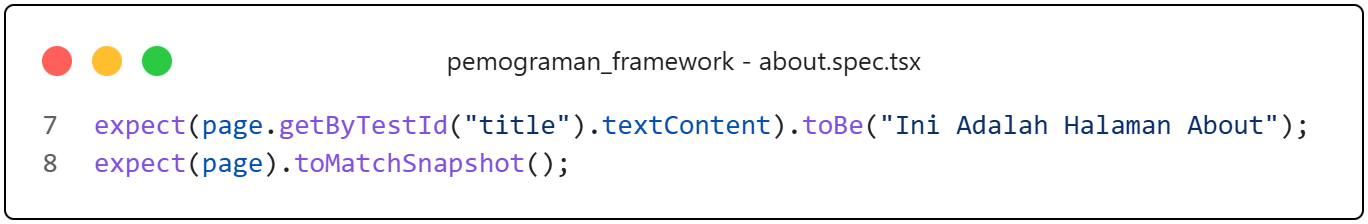 pemograman_framework - about.spec.tsx
7 expect(page.getByTestId("title").textContent).toBe("Ini Adalah Halaman About");
8 expect(page).toMatchSnapshot();